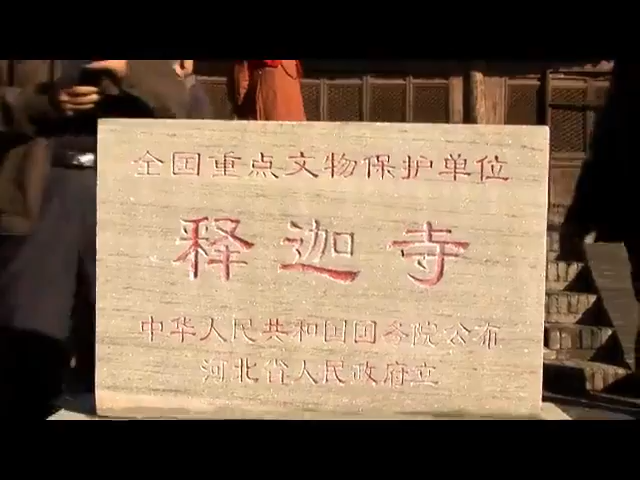 全国重点文物保护单位
释迦寺
中华人民共和国国务院公布
河北省人民政府立